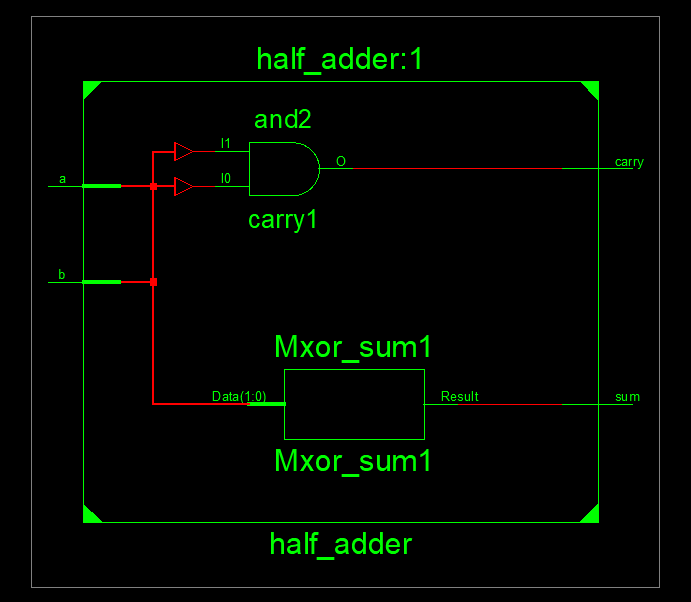 half_adder:1
and2
I1
O
carry
a
I0
carry1
b
Mxor_sum1
Data(1:0)
Result
sum
Mxor_sum1
half_adder